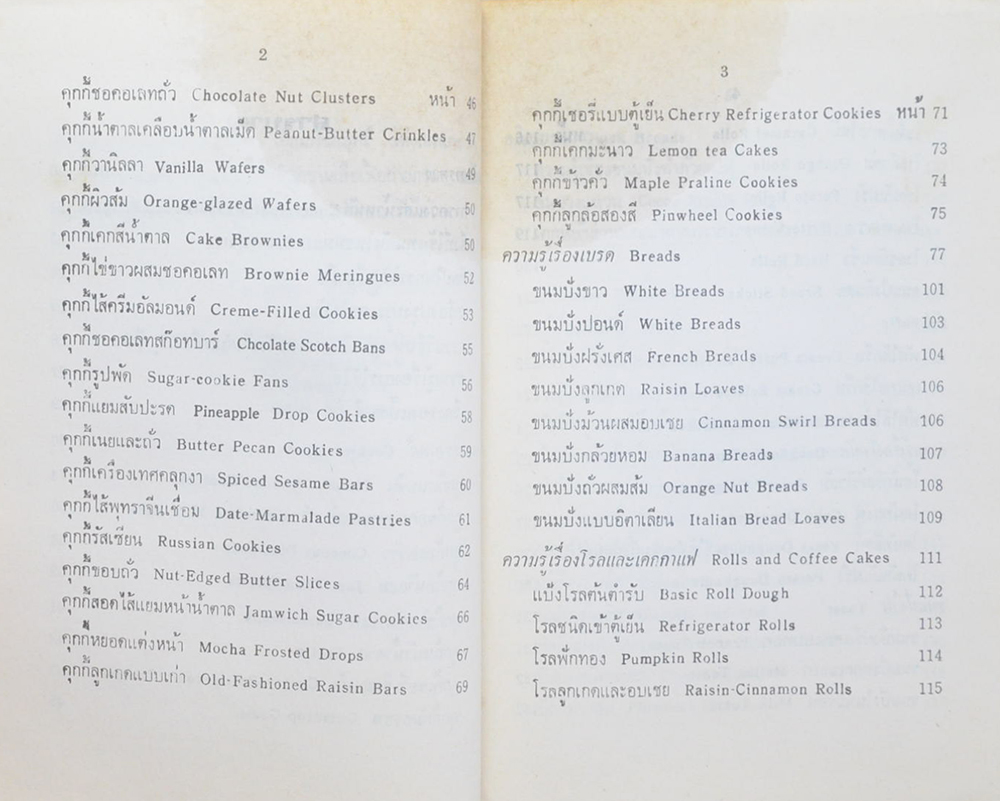 2
คุกกี้ชอคอเลทถั่ว Chocolate Nut Clusters หน้า 46
คุกกี้น้ำตาลเคลือบน้ำตาลเม็ด Peanut-Butter Crinkles 47
คุกกี้วานิลลา Vanilla Wafers 49
คุกกี้ผิวส้ม Orange-glazed Wafers 50
คุกกี้เคกสีน้ำตาล Cake Brownies 50
คุกกี้ไข่ขาวผสมชอคอเลท Brownie Meringues 52
คุกกี้ไส้ครีมอัลมอนด์ Creme-Filled Cookies 53
คุกกี้ชอคอเลทสก๊อทบาร์ Chcolate Scotch Bans 55
คุกกี้รูปพัด Sugar-cookie Fans 56
คุกกี้แยมสับปะรด Pineapple Drop Cookies 58
คุกกี้เนยและถั่ว Butter Pecan Cookies 59
คุกกี้เครื่องเทศคลุกงา Spiced Sesame Bars 60
คุกกี้ไส้พุทราจีนเชื่อม Date-Marmalade Pastries 61
คุกกี้รัสเซียน Russian Cookies 62
คุกกี้ขอบถั่ว Nut-Edged Butter Slices 64
คุกกี้สอดไส้แยมหน้าน้ำตาล Jamwich Sugar Cookies 66
คุกกี้หยอดแต่งหน้า Mocha Frosted Drops 67
คุกกี้ลูกเกดแบบเก่า Old-Fashioned Raisin Bars 69
3
คุกกี้เชอรี่แบบตู้เย็น Cherry Refrigerator Cookies หน้า 71
คุกกี้เคกมะนาว Lemon tea Cakes 73
คุกกี้ข้าวคั่ว Maple Praline Cookies 74
คุกกี้ลูกล้อสองสี Pinwheel Cookies 75
ความรู้เรื่องเบรด Breads 77
ขนมปังขาว White Breads 101
ขนมปังปอนด์ White Breads 103
ขนมปังฝรั่งเศส French Breads 104
ขนมปังลูกเกด Raisin Loaves 106
ขนมปังม้วนผสมอบเชย Cinnamon Swirl Breads 106
ขนมปังกล้วยหอม Banana Breads 107
ขนมปังถั่วผสมส้ม Orange Nut Breads 108
ขนมปังแบบอิตาเลียน Italian Bread Loaves 109
ความรู้เรื่องโรลและเคกกาแฟ Rolls and Coffee Cakes 111
แป้งโรลต้นตำรับ Basic Roll Dough 112
โรลชนิดเข้าตู้เย็น Refrigerator Rolls 113
โรลฟักทอง Pumpkin Rolls 114
โรลลูกเกดและอบเชย Raisin-Cinnamon Rolls 115